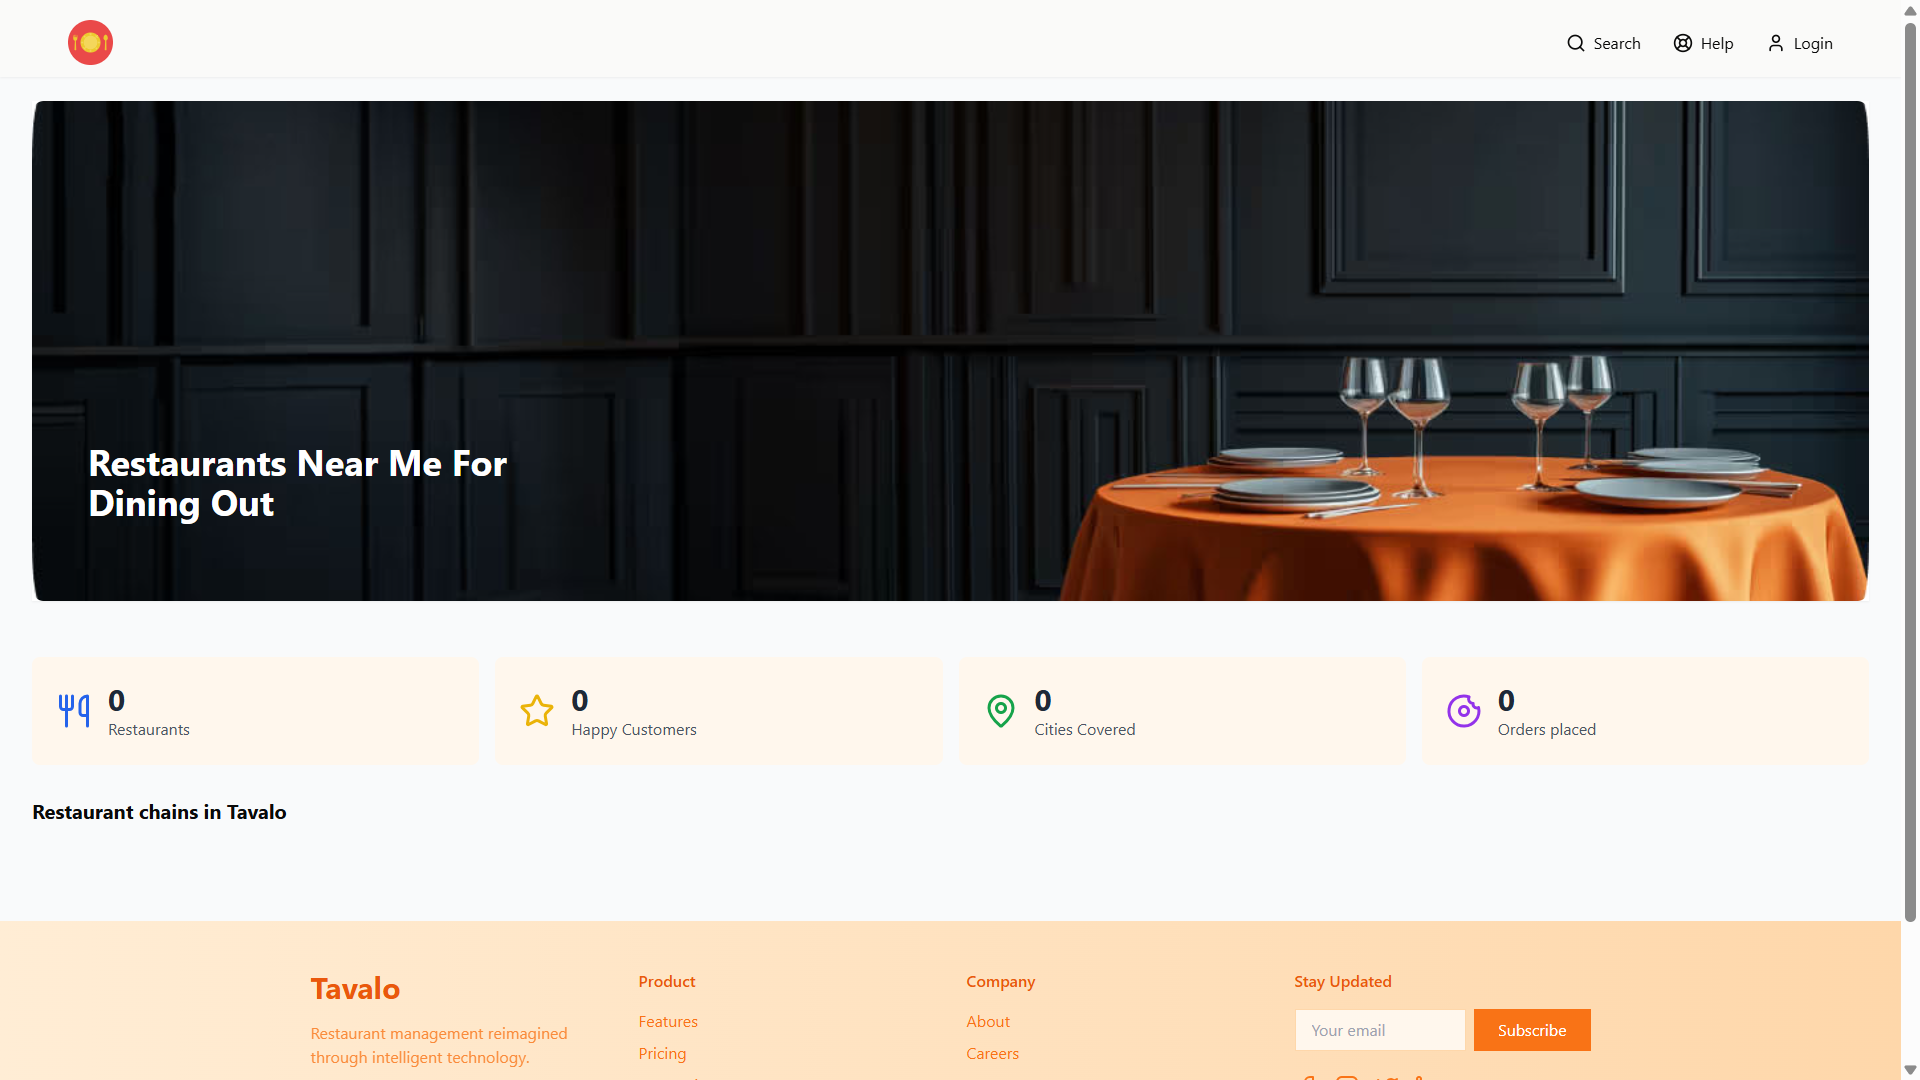 Search
Help
Login
Restaurants Near Me For
Dining Out
0
Restaurants
0
Happy Customers
0
Cities Covered
0
Orders placed
Restaurant chains in Tavalo
Tavalo
Restaurant management reimagined
through intelligent technology.
Product
Features
Pricing
Company
About
Careers
Stay Updated
Your email
Subscribe